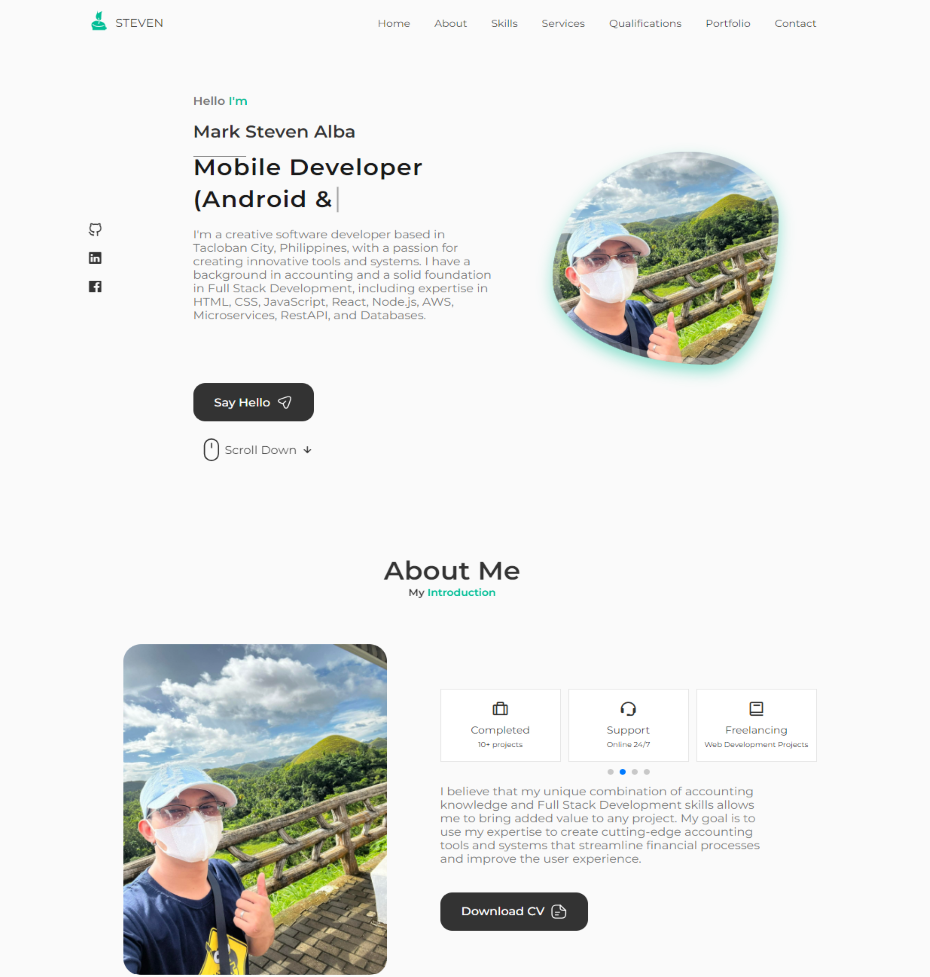 STEVEN
Home About Skills Services Qualifications Portfolio Contact
Hello I'm
Mark Steven Alba
Mobile Developer
(Android &
I'm a creative software developer based in
Tacloban City, Philippines, with a passion for
creating innovative tools and systems. I have a
background in accounting and a solid foundation
in Full Stack Development, including expertise in
HTML, CSS, JavaScript, React, Node.js, AWS,
Microservices, RestAPI, and Databases.
Say Hello
Scroll Down
About Me
My Introduction
Completed
10+ projects
Support
Online 24/7
Freelancing
Web Development Projects
I believe that my unique combination of accounting
knowledge and Full Stack Development skills allows
me to bring added value to any project. My goal is to
use my expertise to create cutting-edge accounting
tools and systems that streamline financial processes
and improve the user experience.
Download CV